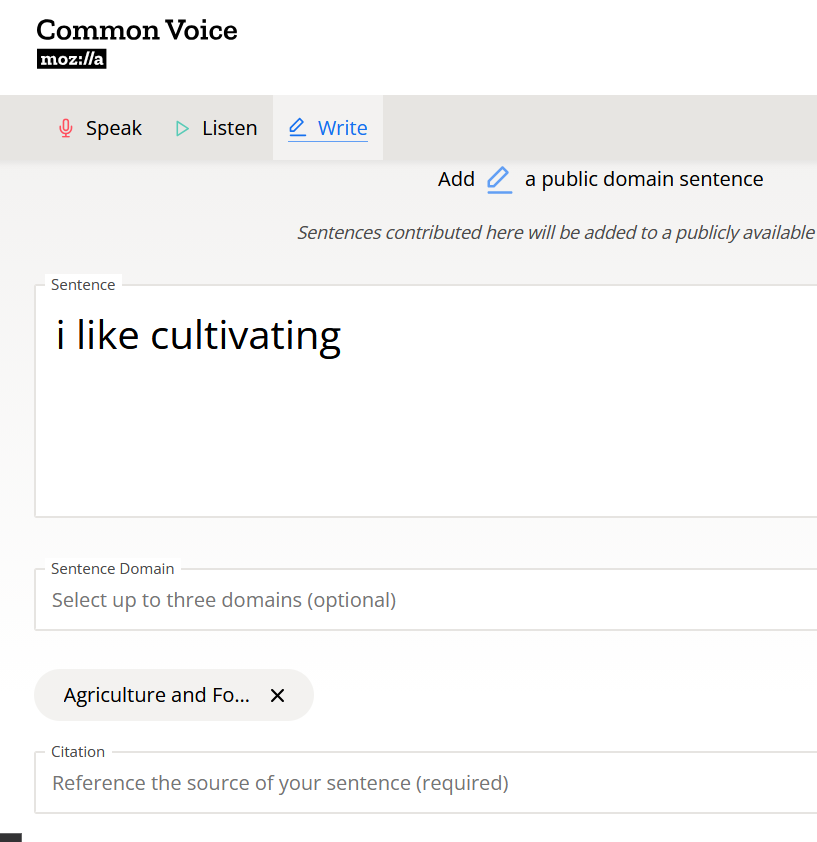 Common Voice
moz://a
Speak Listen Write
Add a public domain sentence
Sentences contributed here will be added to a publicly available
Sentence
i like cultivating
Sentence Domain
Select up to three domains (optional)
Agriculture and Fo...
Citation
Reference the source of your sentence (required)